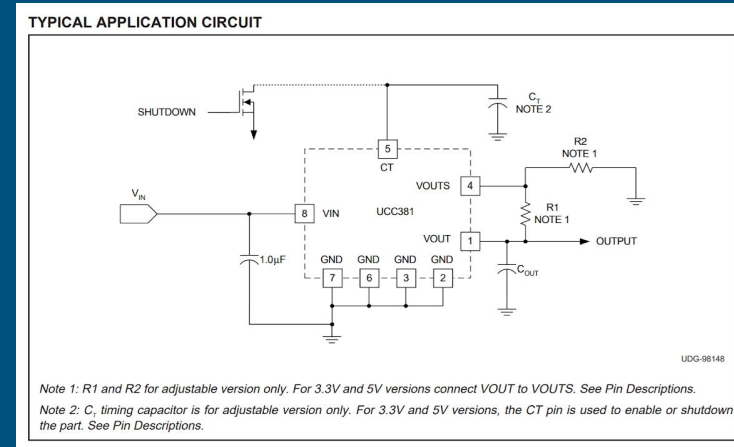 TYPICAL APPLICATION CIRCUIT
SHUTDOWN
CT
NOTE 2
5
CT
R2
NOTE 1
VOUTS
4
VIN
8
VIN
UCC381
R1
NOTE 1
VOUT
1
OUTPUT
1.0µF
GND GND GND GND
7 6 3 2
COUT
UDG-98148
Note 1: R1 and R2 for adjustable version only. For 3.3V and 5V versions connect VOUT to VOUTS. See Pin Descriptions.
Note 2: CT timing capacitor is for adjustable version only. For 3.3V and 5V versions, the CT pin is used to enable or shutdown
the part. See Pin Descriptions.